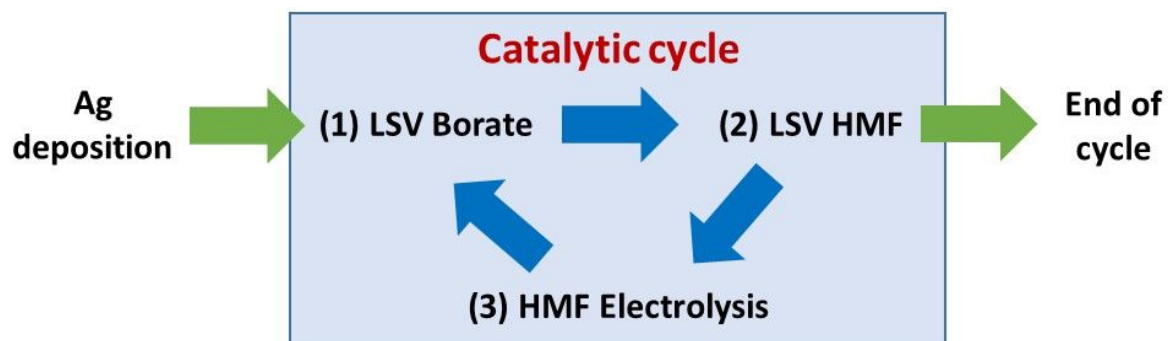 Catalytic cycle
Ag
deposition
(1) LSV Borate
(2) LSV HMF
End of
cycle
(3) HMF Electrolysis